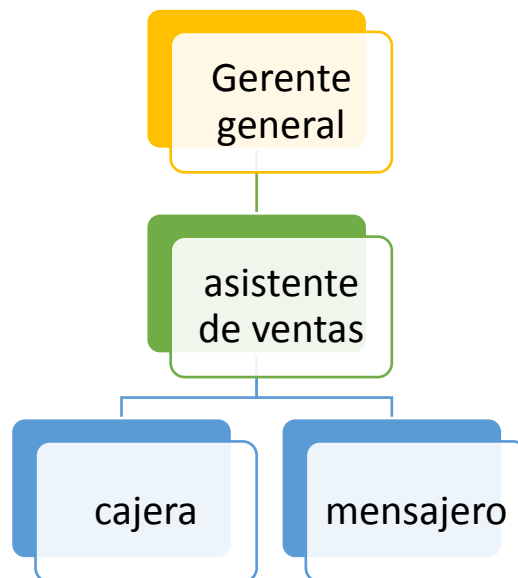 Gerente
general
asistente
de ventas
cajera
mensajero